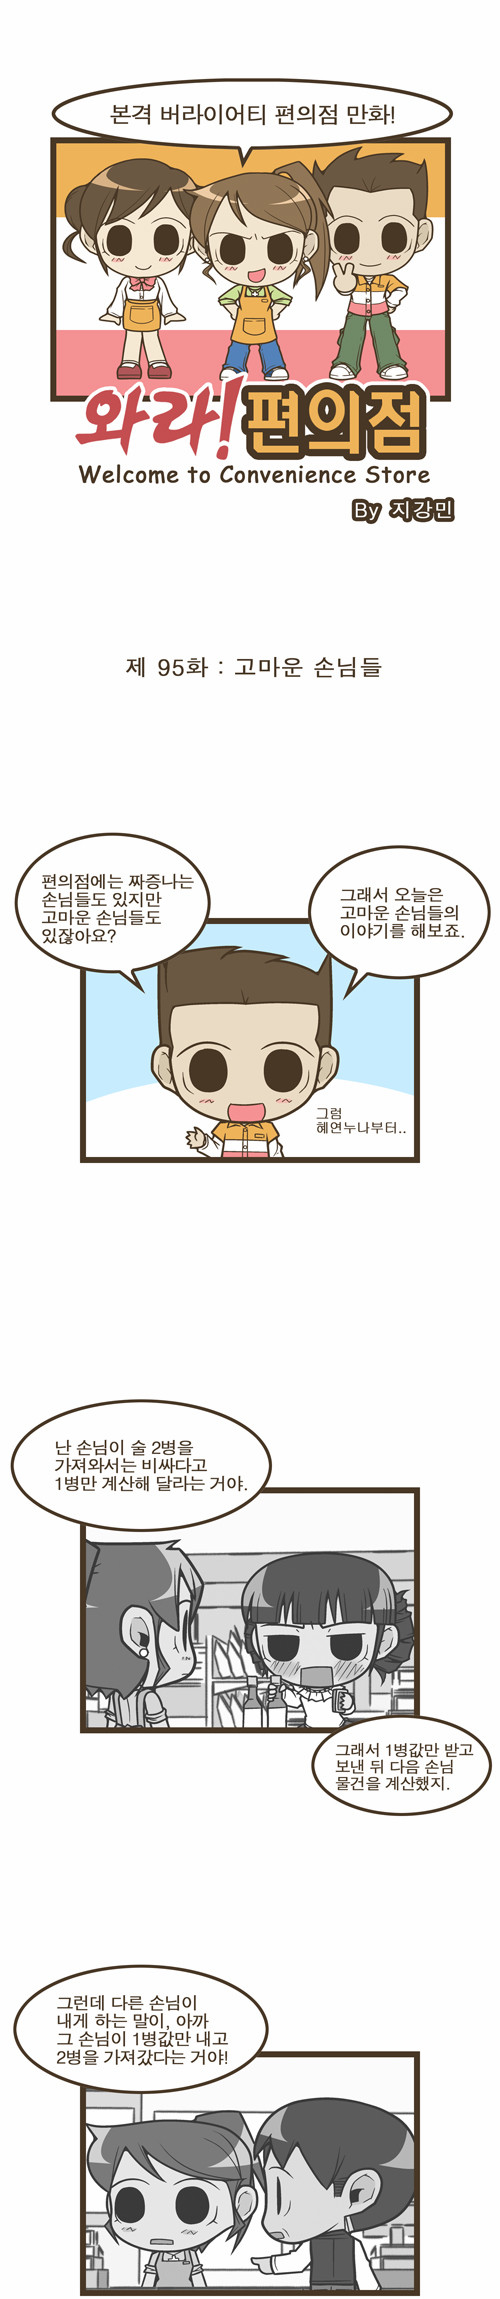 본격 버라이어티 편의점 만화!
와라! 편의점
Welcome to Convenience Store
By 지강민
제 95화 : 고마운 손님들
편의점에는 짜증나는
손님들도 있지만
고마운 손님들도
있잖아요?
그래서 오늘은
고마운 손님들의
이야기를 해보죠.
그럼
혜연누나부터..
난 손님이 술 2병을
가져와서는 비싸다고
1병만 계산해 달라는 거야.
그래서 1병값만 받고
보낸 뒤 다음 손님
물건을 계산했지.
그런데 다른 손님이
내게 하는 말이, 아까
그 손님이 1병값만 내고
2병을 가져갔다는 거야!